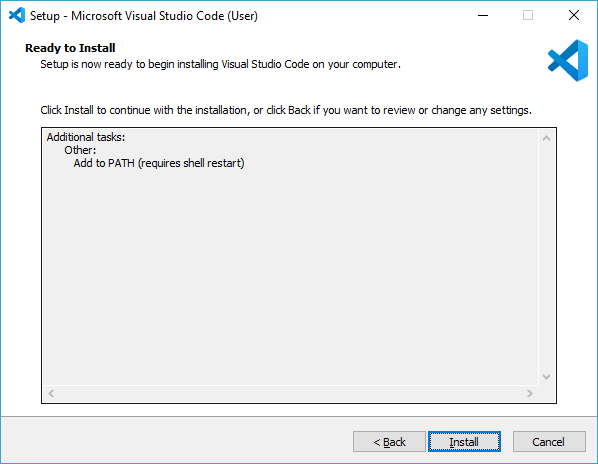 Setup - Microsoft Visual Studio Code (User)
Ready to Install
Setup is now ready to begin installing Visual Studio Code on your computer.
Click Install to continue with the installation, or click Back if you want to review or change any settings.
Additional tasks:
Other:
Add to PATH (requires shell restart)
< Back
Install
Cancel